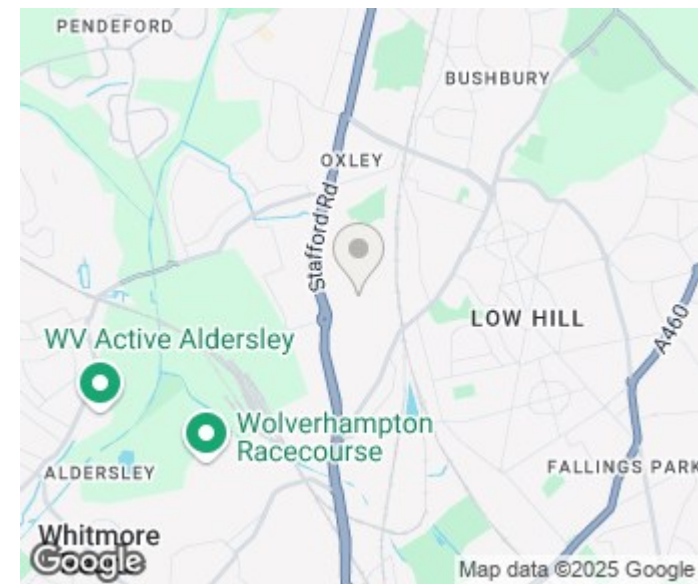 PENDEFORD
BUSHBURY
OXLEY
Stafford Rd
LOW HILL
A460
WV Active Aldersley
Wolverhampton
Racecourse
FALLINGS PARK
ALDERSLEY
Whitmore
Google
Map data ©2025 Google